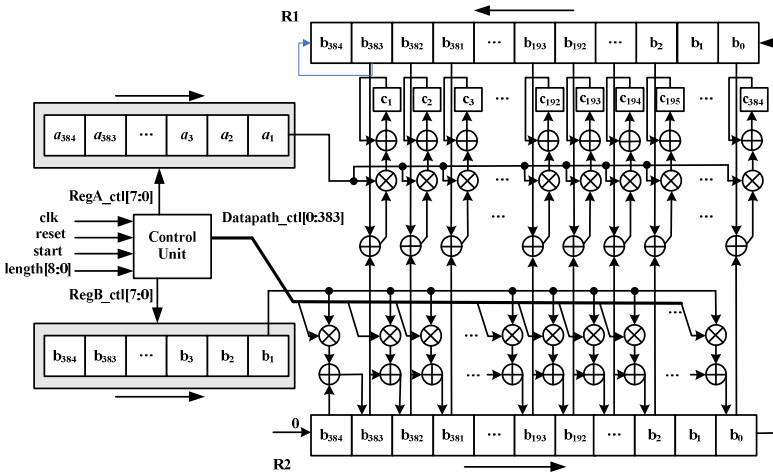 R1
b384 b383 b382 b381 ... b193 b192 ... b2 b1 b0
c1 c2 c3 ... c192 c193 c194 c195 ... c384
a384 a383 ... a3 a2 a1
RegA_ctl[7:0]
clk
reset
start
length[8:0]
Control
Unit
Datapath_ctl[0:383]
RegB_ctl[7:0]
... ...
...
b384 b383 ... b3 b2 b1
... ...
0
b384 b383 b382 b381 ... b193 b192 ... b2 b1 b0
R2